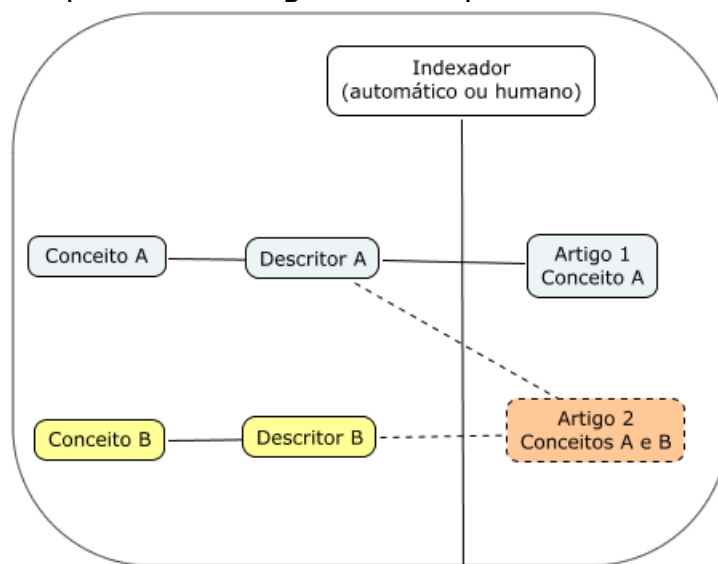 Indexador
(automático ou humano)
Conceito A
Descritor A
Artigo 1
Conceito A
Conceito B
Descritor B
Artigo 2
Conceitos A e B